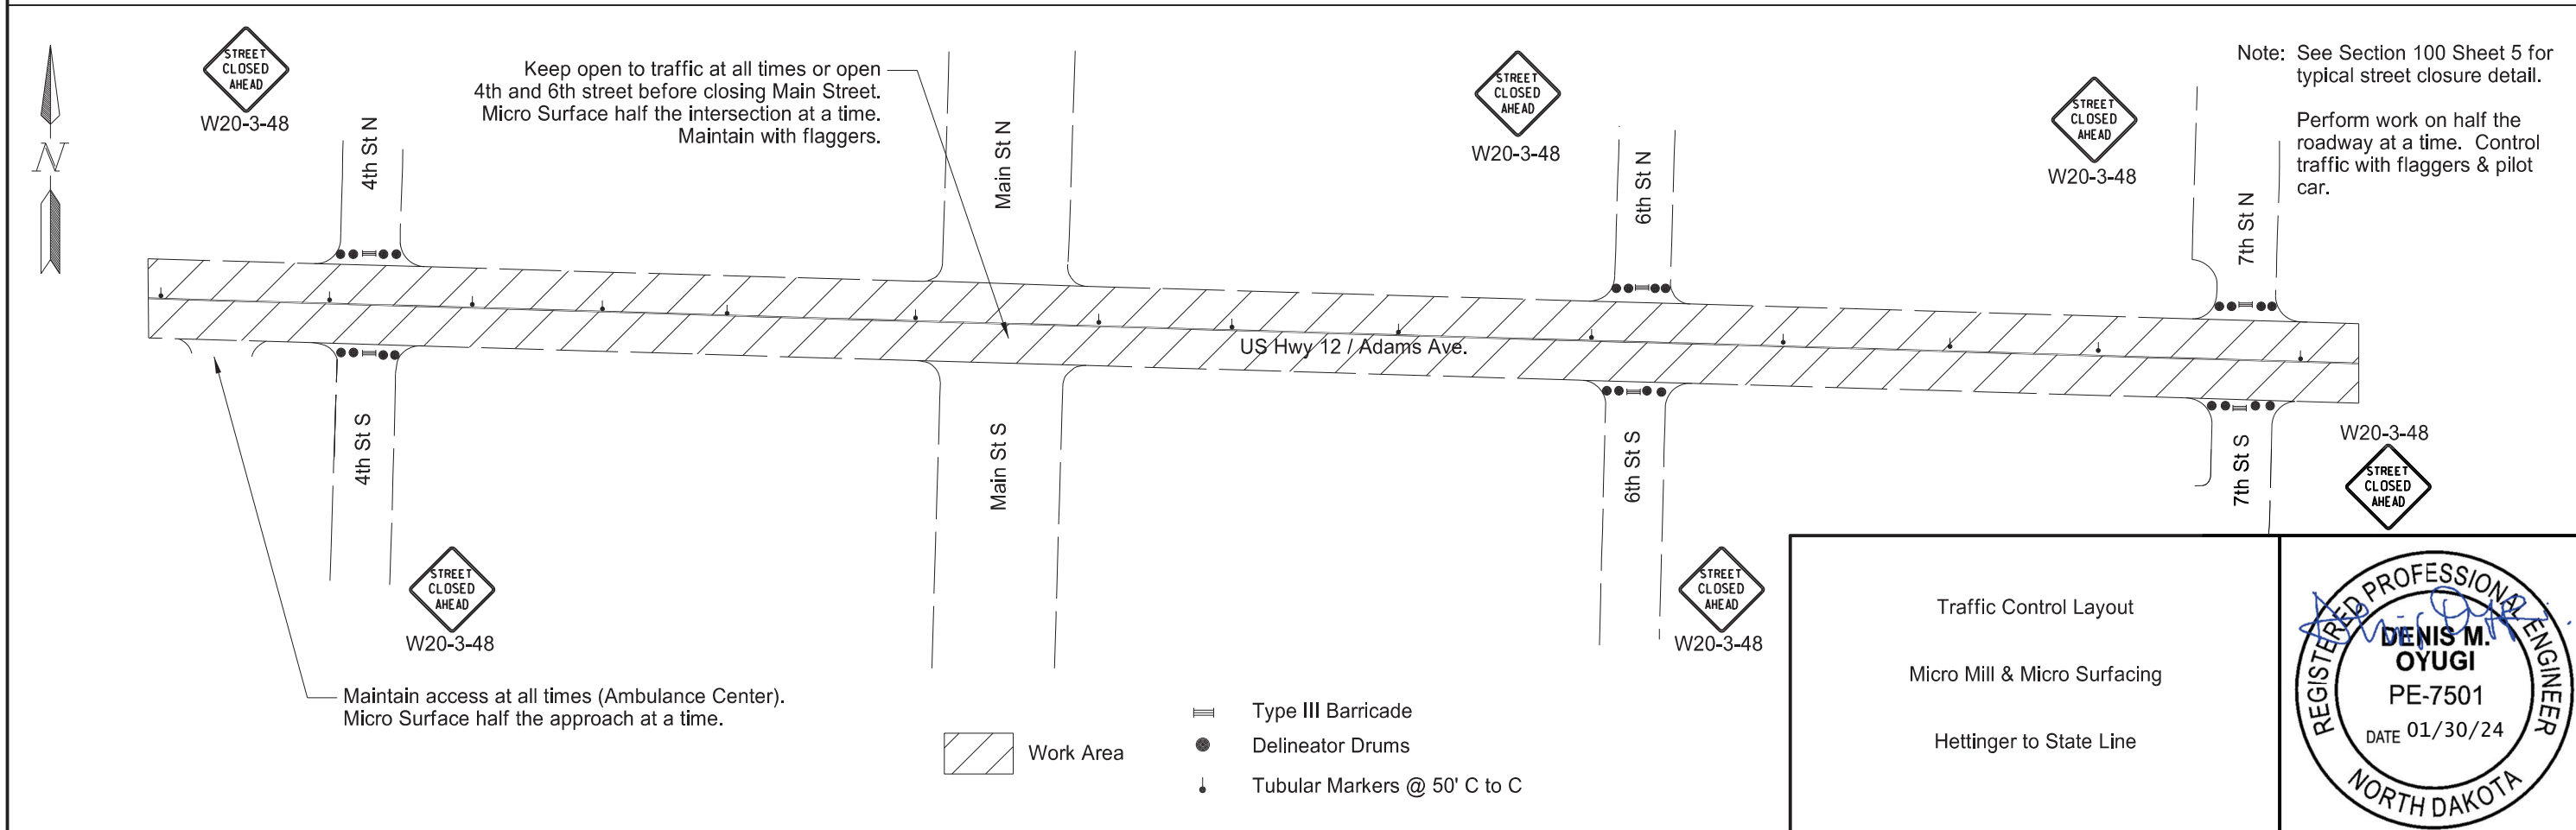 STREET
CLOSED
AHEAD
W20-3-48
Keep open to traffic at all times or open
4th and 6th street before closing Main Street.
Micro Surface half the intersection at a time.
Maintain with flaggers.
STREET
CLOSED
AHEAD
W20-3-48
STREET
CLOSED
AHEAD
W20-3-48
Note: See Section 100 Sheet 5 for
typical street closure detail.
Perform work on half the
roadway at a time. Control
traffic with flaggers & pilot
car.
N
4th St N
Main St N
6th St N
7th St N
US Hwy 12 / Adams Ave.
4th St S
Main St S
6th St S
7th St S
W20-3-48
STREET
CLOSED
AHEAD
STREET
CLOSED
AHEAD
W20-3-48
STREET
CLOSED
AHEAD
W20-3-48
Maintain access at all times (Ambulance Center).
Micro Surface half the approach at a time.
Work Area
Type III Barricade
Delineator Drums
Tubular Markers @ 50' C to C
Traffic Control Layout
Micro Mill & Micro Surfacing
Hettinger to State Line
REGISTERED PROFESSIONAL ENGINEER
DENIS M.
OYUGI
PE-7501
DATE 01/30/24
NORTH DAKOTA